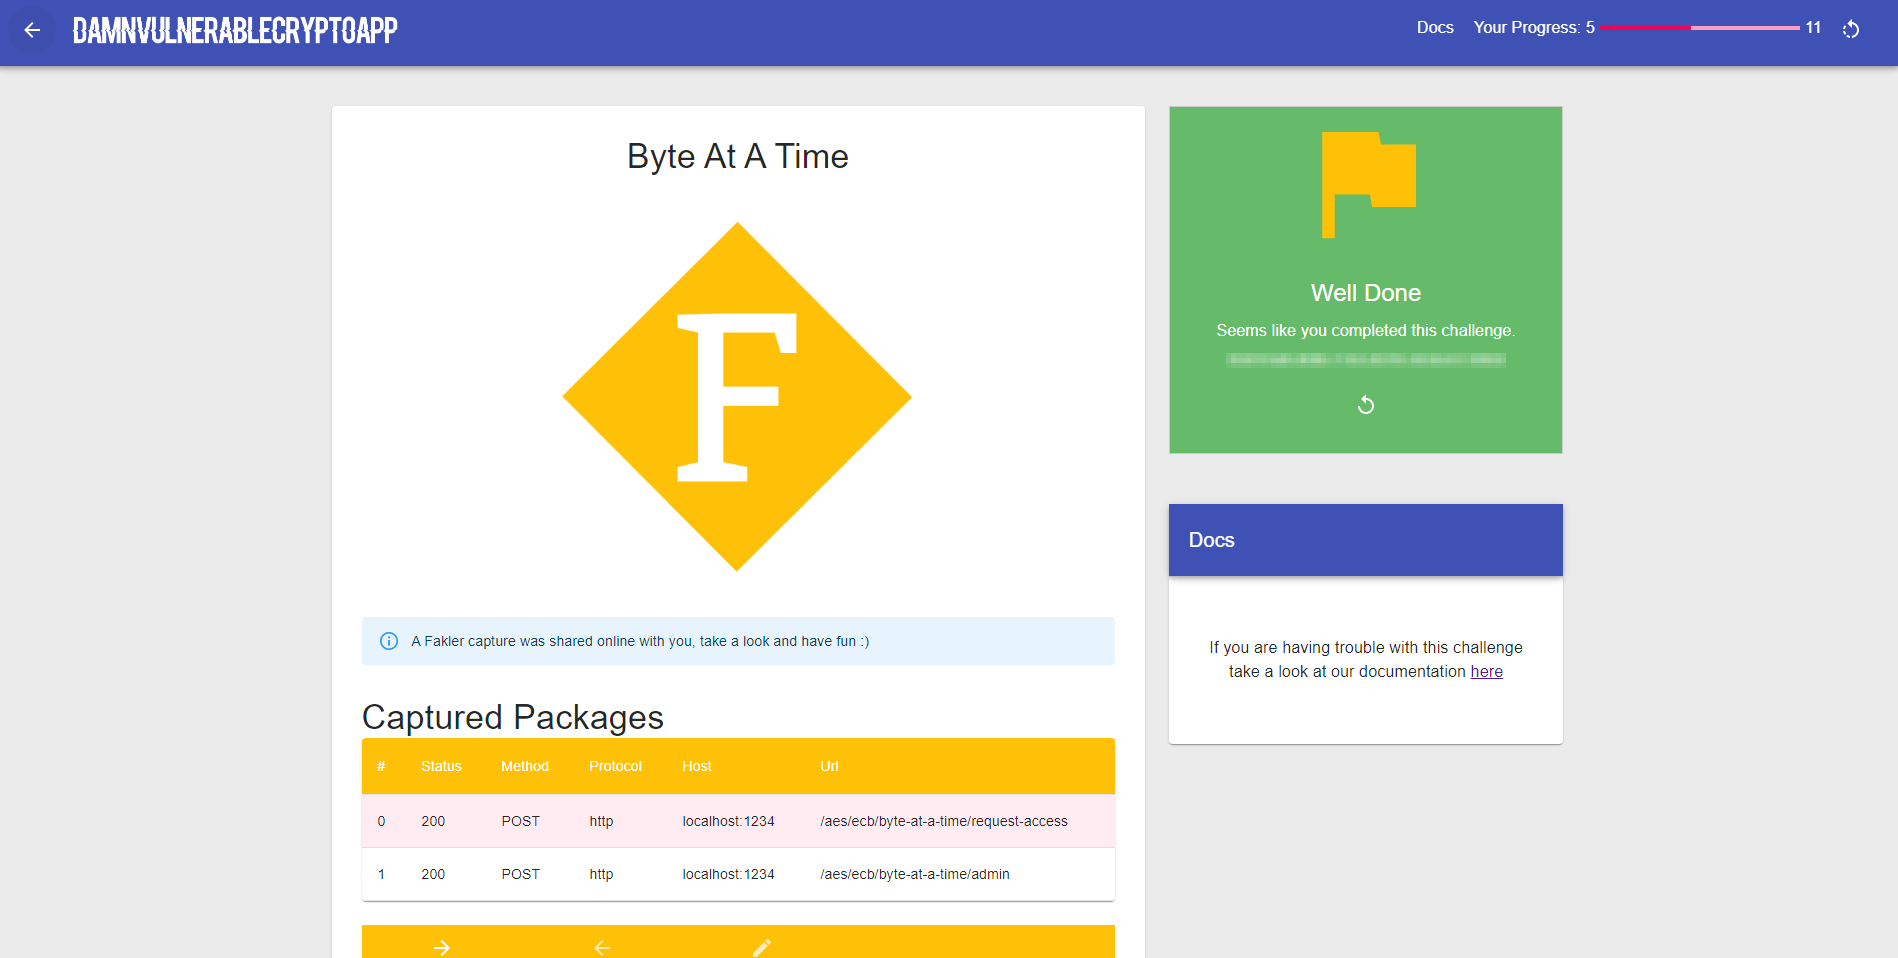 DAMNVULNERABLECRYPTOAPP
Docs Your Progress: 5 11
Byte At A Time
F
A Fakler capture was shared online with you, take a look and have fun :)
Captured Packages
# Status Method Protocol Host Url
0 200 POST http localhost:1234 /aes/ecb/byte-at-a-time/request-access
1 200 POST http localhost:1234 /aes/ecb/byte-at-a-time/admin
Well Done
Seems like you completed this challenge.
Docs
If you are having trouble with this challenge
take a look at our documentation here